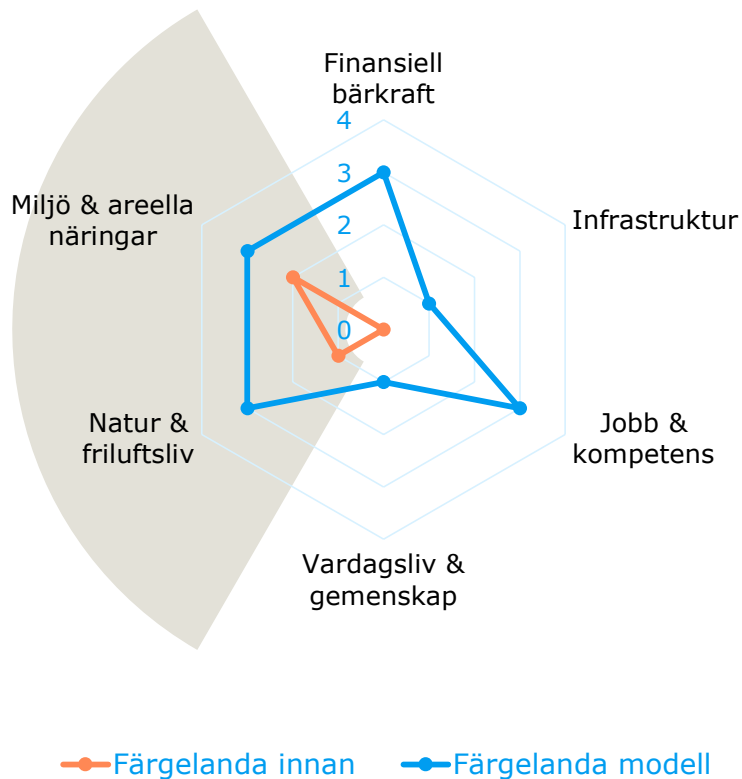 Finansiell
bärkraft
4
3
2
1
0
Miljö & areella
näringar
Infrastruktur
Natur &
friluftsliv
Jobb &
kompetens
Vardagsliv &
gemenskap
Färgelanda innan
Färgelanda modell